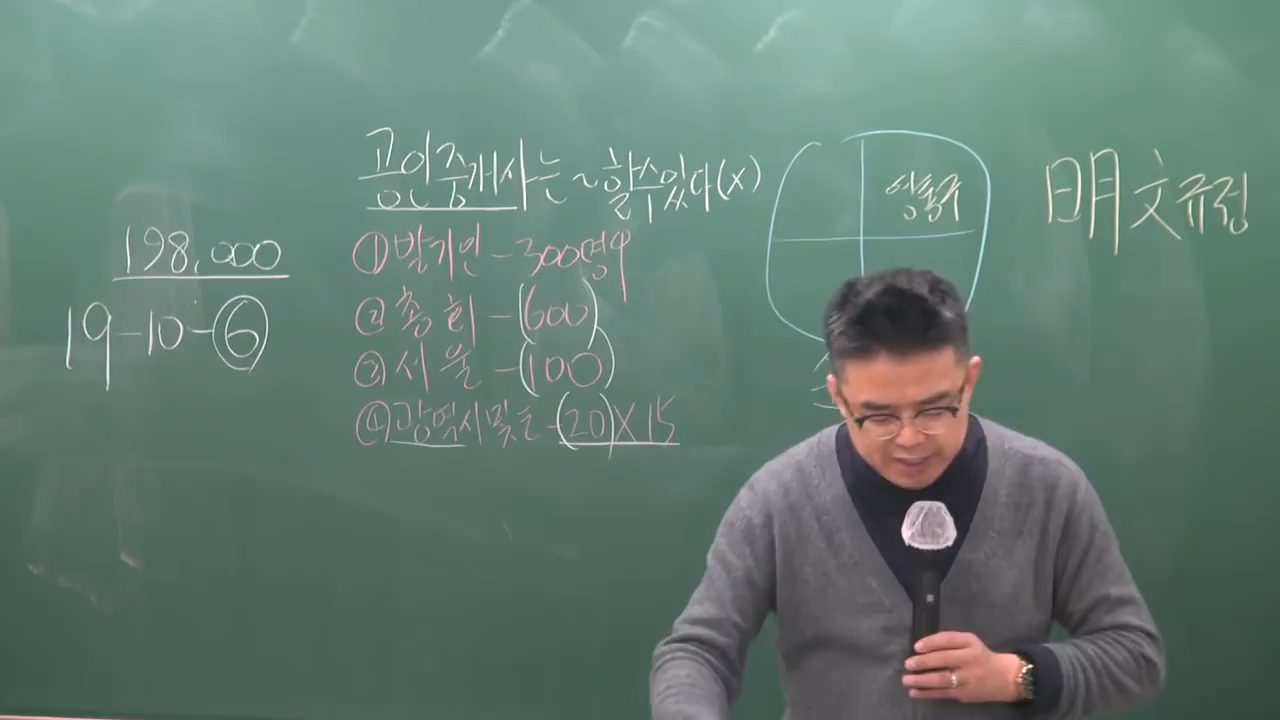 198,000
19-10-⑥
공인중개사는 ~할수있다(X)
①발기인 - 300명↑
②총회 - (600)
③서울 - (100)
④광역시및도 - (20)X15
明文규정